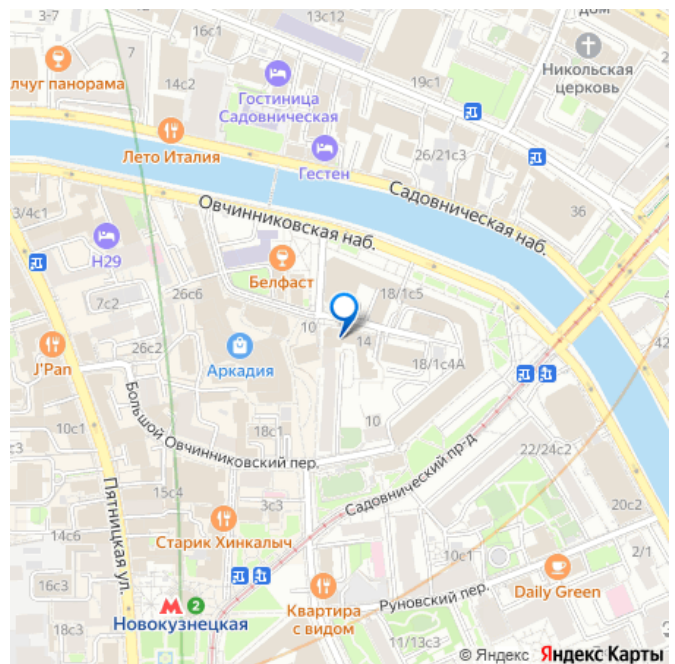 3-7
13с12
дом
16с1
7
лчуг панорама
14с2
Гостиница
Садовническая
19с1
Никольская
церковь
Лето Италия
Гестен
26/21с3
3/4с1
Овчинниковская наб.
Садовническая наб.
36
Н29
Белфаст
7с2
26с6
18/1с5
10
14
42
J'Pan
26с2
Аркадия
18/1с4А
Большой Овчинниковский пер.
10с1
18с1
10
Садовнический пр-д
22/24с2
Пятницкая ул.
15с4
3с3
20с2
14с6
Старик Хинкалыч
10с1
2/1
16с3
Daily Green
2
Новокузнецкая
Квартира
с видом
Руновский пер.
18с3
11/13с3
© Яндекс Яндекс Карты